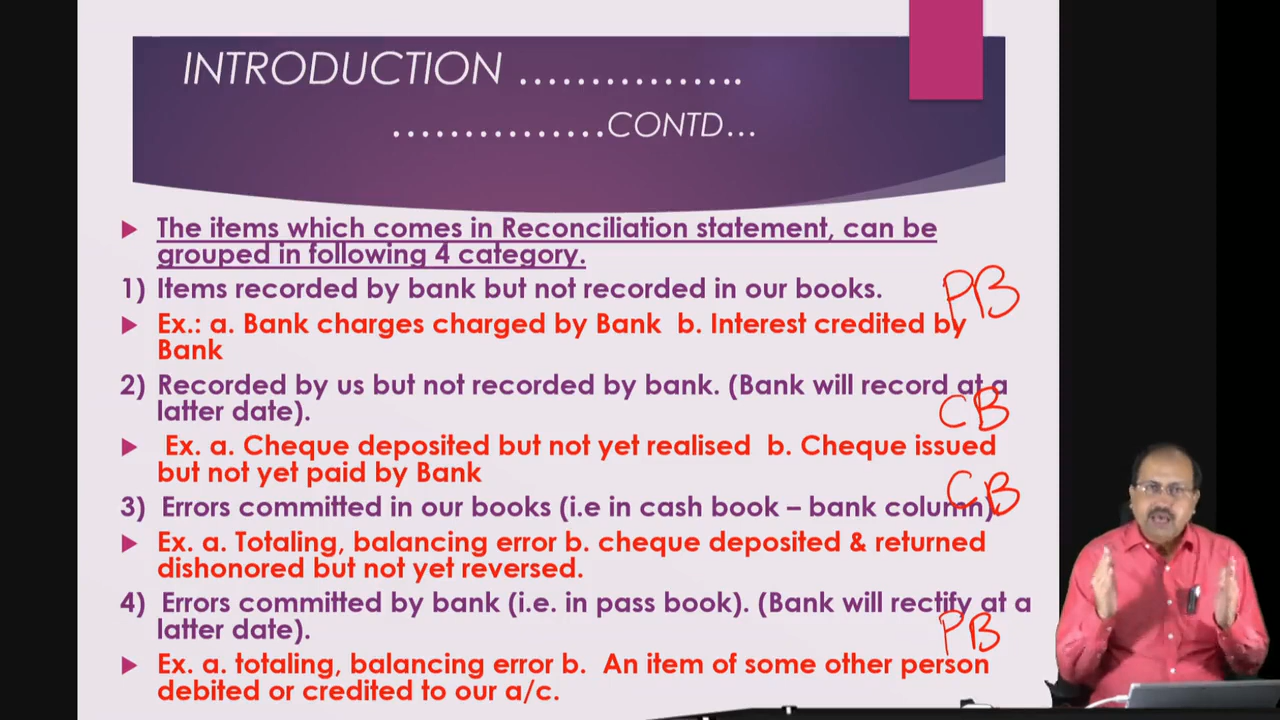 INTRODUCTION ................
...............CONTD...
The items which comes in Reconciliation statement, can be
grouped in following 4 category.
1) Items recorded by bank but not recorded in our books.
PB
Ex.: a. Bank charges charged by Bank b. Interest credited by
Bank
2) Recorded by us but not recorded by bank. (Bank will record at a
latter date).
CB
Ex. a. Cheque deposited but not yet realised b. Cheque issued
but not yet paid by Bank
3) Errors committed in our books (i.e in cash book – bank column).
CB
Ex. a. Totaling, balancing error b. cheque deposited & returned
dishonored but not yet reversed.
4) Errors committed by bank (i.e. in pass book). (Bank will rectify at a
latter date).
PB
Ex. a. totaling, balancing error b. An item of some other person
debited or credited to our a/c.